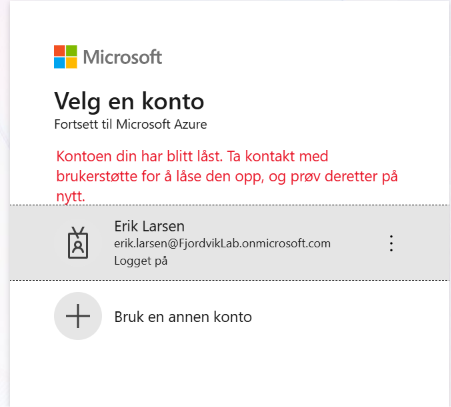 Microsoft
Velg en konto
Fortsett til Microsoft Azure
Kontoen din har blitt låst. Ta kontakt med
brukerstøtte for å låse den opp, og prøv deretter på
nytt.
Erik Larsen
erik.larsen@FjordvikLab.onmicrosoft.com
Logget på
Bruk en annen konto